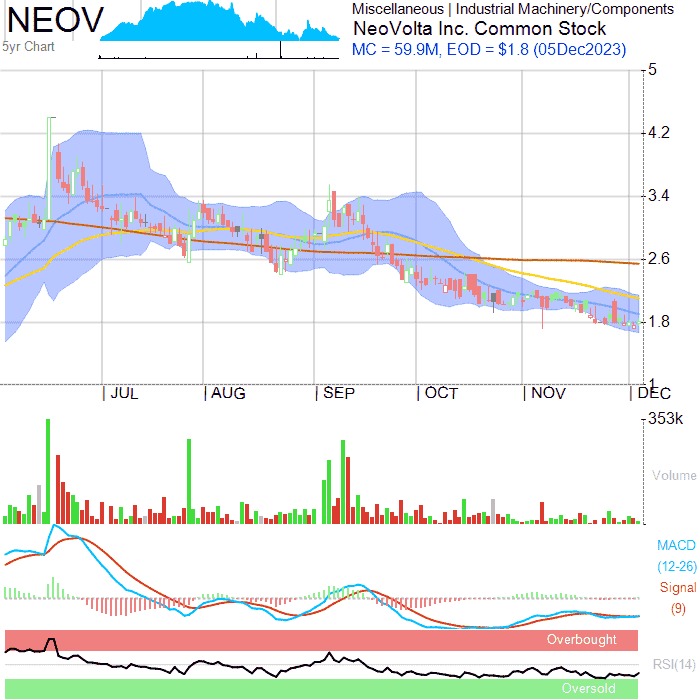 NEOV
5yr Chart
Miscellaneous | Industrial Machinery/Components
NeoVolta Inc. Common Stock
MC = 59.9M, EOD = $1.8 (05Dec2023)
5
4.2
3.4
2.6
1.8
1
JUL
AUG
SEP
OCT
NOV
DEC
353k
Volume
MACD
(12-26)
Signal
(9)
Overbought
RSI(14)
Oversold